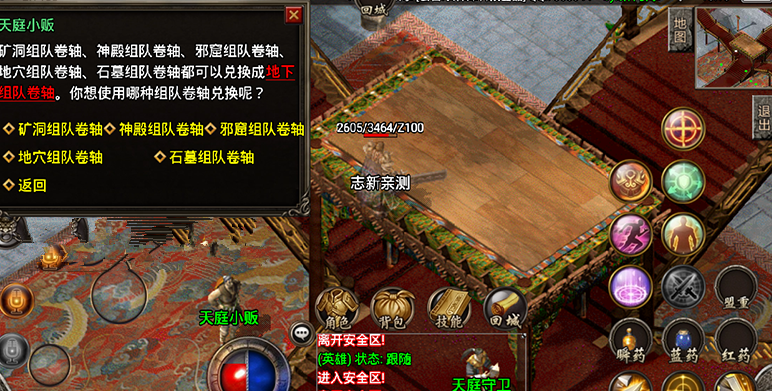 天庭小贩
矿洞组队卷轴、神殿组队卷轴、邪窟组队卷轴、
地穴组队卷轴、石墓组队卷轴都可以兑换成地下
组队卷轴。你想使用哪种组队卷轴兑换呢？
矿洞组队卷轴 神殿组队卷轴 邪窟组队卷轴
地穴组队卷轴 石墓组队卷轴
返回
天庭小贩
回城
地图
退出
2605/3464/Z100
志新亲测
盟重
角色 背包 技能 回城
瞬药 蓝药 红药
离开安全区!
(英雄) 状态: 跟随
进入安全区!
天庭守卫